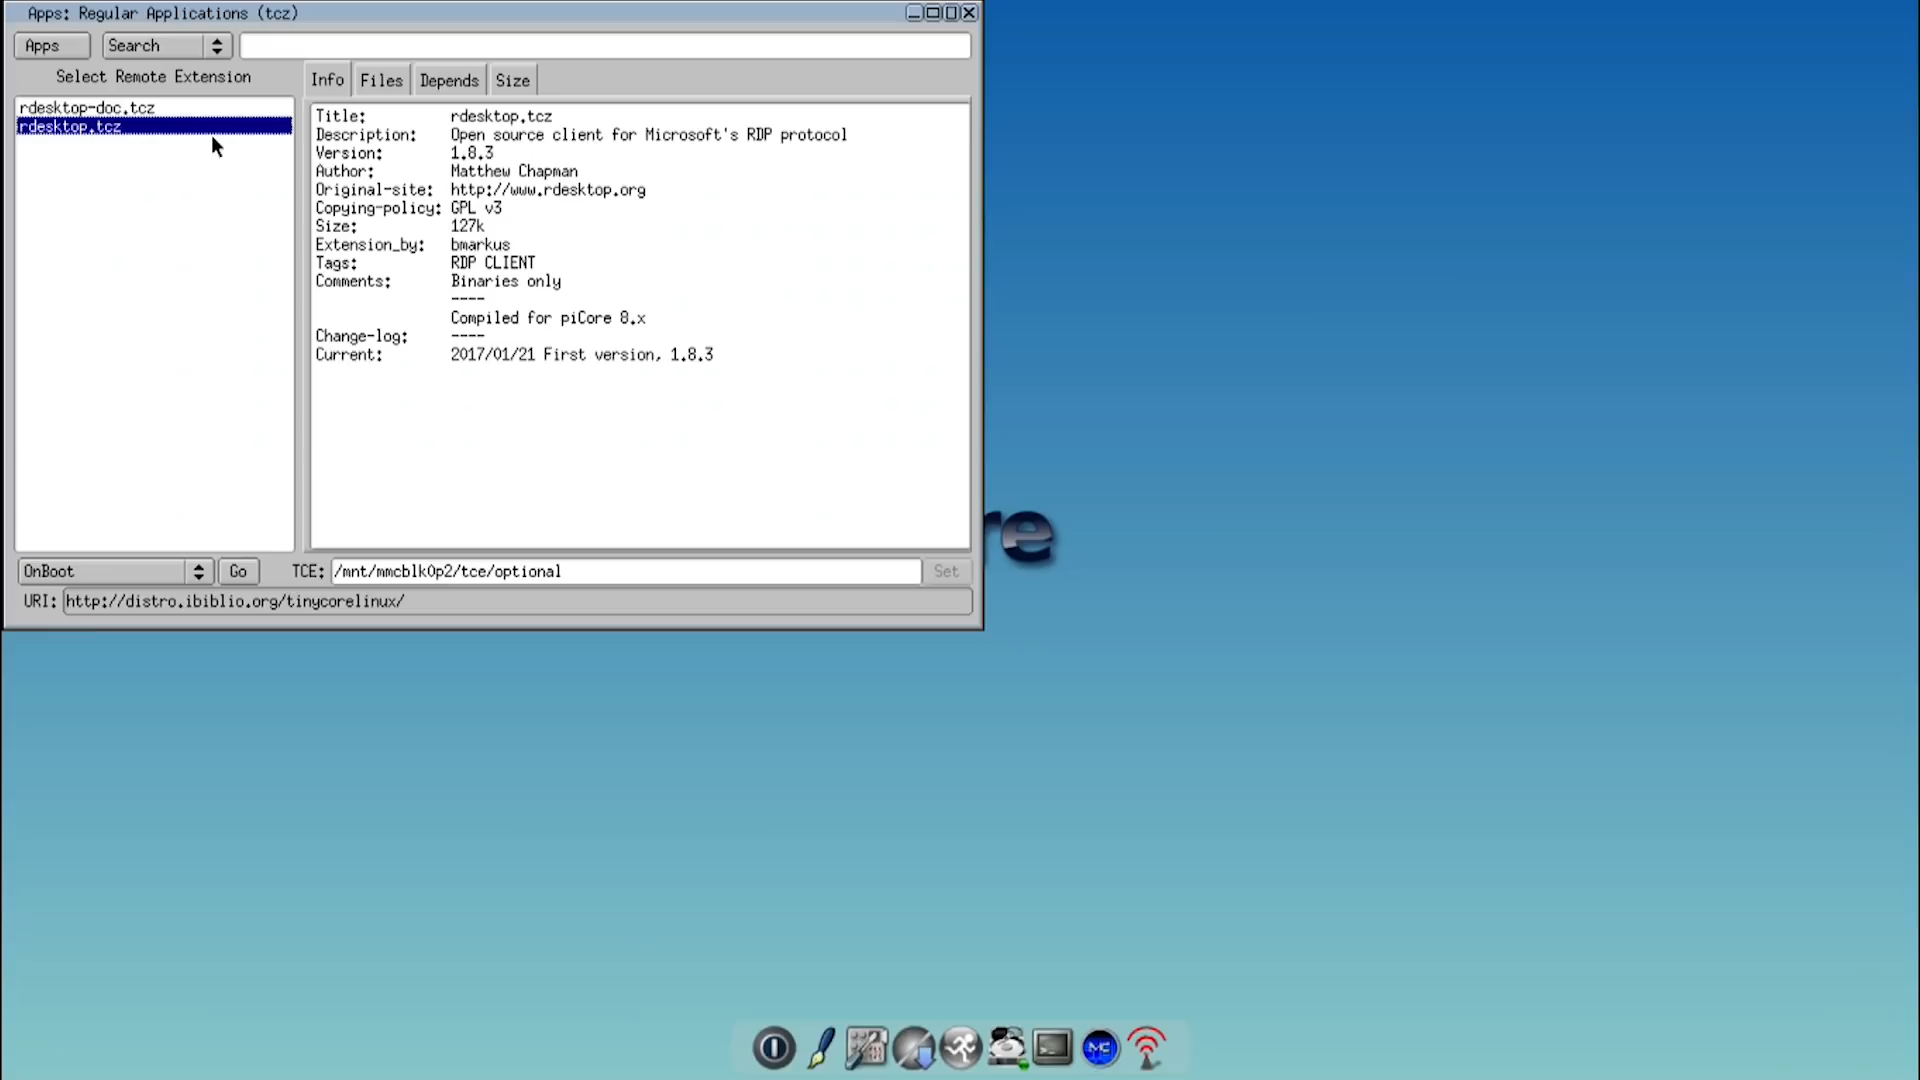 Apps: Regular Applications (tcz)
Apps Search
Select Remote Extension
Info Files Depends Size
rdesktop-doc.tcz
rdesktop.tcz
Title: rdesktop.tcz
Description: Open source client for Microsoft's RDP protocol
Version: 1.8.3
Author: Matthew Chapman
Original-site: http://www.rdesktop.org
Copying-policy: GPL v3
Size: 127k
Extension_by: bmarkus
Tags: RDP CLIENT
Comments: Binaries only
----
Compiled for piCore 8.x
Change-log: ----
Current: 2017/01/21 First version, 1.8.3
re
OnBoot Go TCE: /mnt/mmcblk0p2/tce/optional Set
URI: http://distro.ibiblio.org/tinycorelinux/
MC